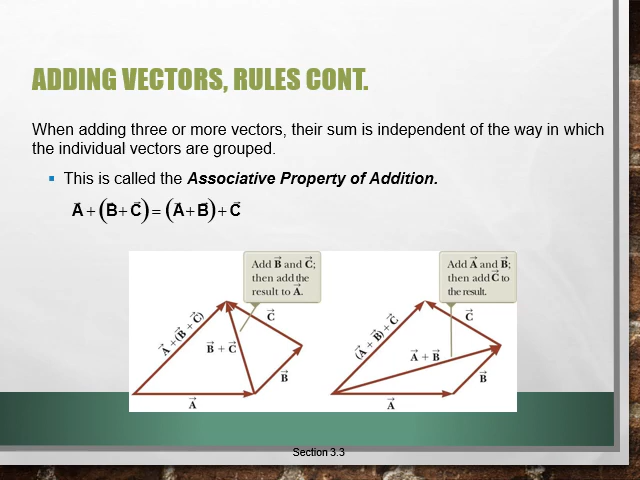 ADDING VECTORS, RULES CONT.
When adding three or more vectors, their sum is independent of the way in which
the individual vectors are grouped.
▪ This is called the Associative Property of Addition.
A⃗ + (B⃗ + C⃗) = (A⃗ + B⃗) + C⃗
Add B⃗ and C⃗;
then add the
result to A⃗.
A⃗ + (B⃗ + C⃗)
B⃗ + C⃗
C⃗
B⃗
A⃗
Add A⃗ and B⃗;
then add C⃗ to
the result.
(A⃗ + B⃗) + C⃗
A⃗ + B⃗
C⃗
B⃗
A⃗
Section 3.3